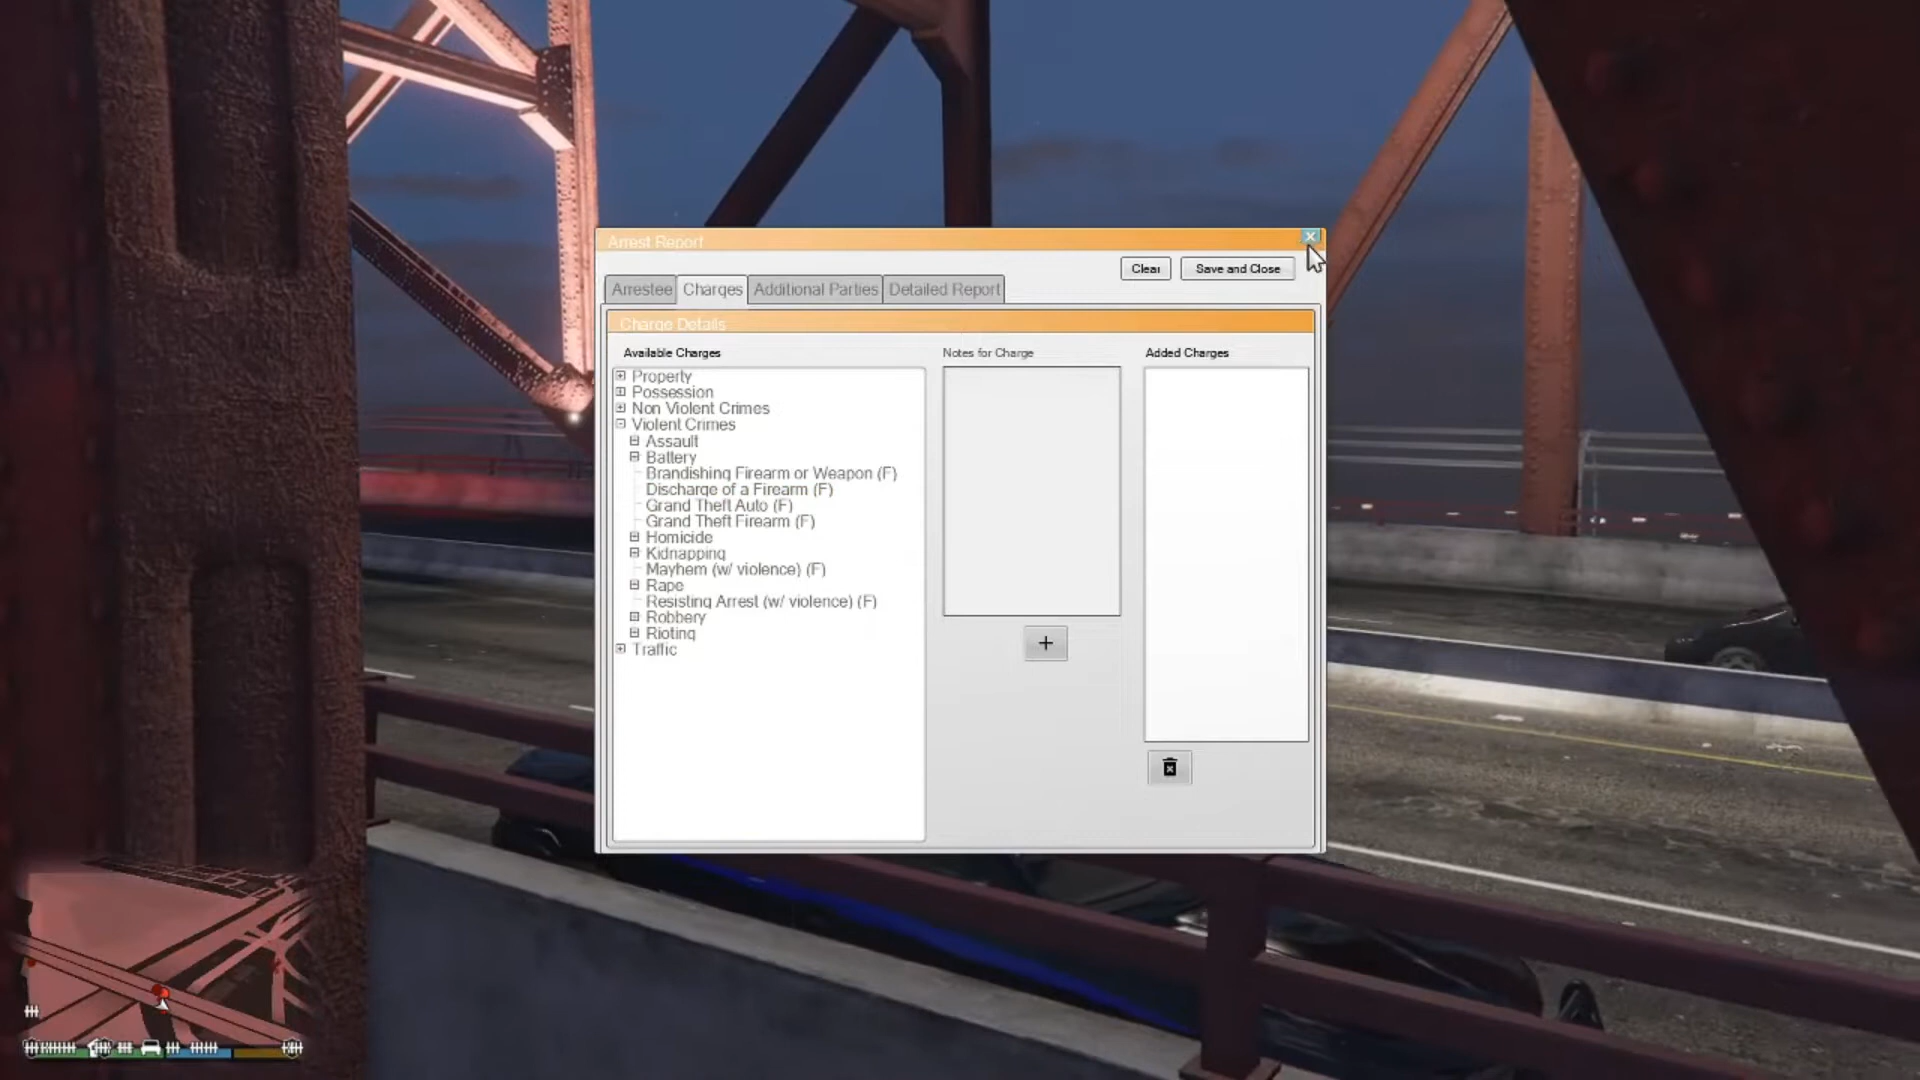 Arrest Report
Clear
Save and Close
Arrestee
Charges
Additional Parties
Detailed Report
Charge Details
Available Charges
Notes for Charge
Added Charges
Property
Possession
Non Violent Crimes
Violent Crimes
Assault
Battery
Brandishing Firearm or Weapon (F)
Discharge of a Firearm (F)
Grand Theft Auto (F)
Grand Theft Firearm (F)
Homicide
Kidnapping
Mayhem (w/ violence) (F)
Rape
Resisting Arrest (w/ violence) (F)
Robbery
Rioting
Traffic